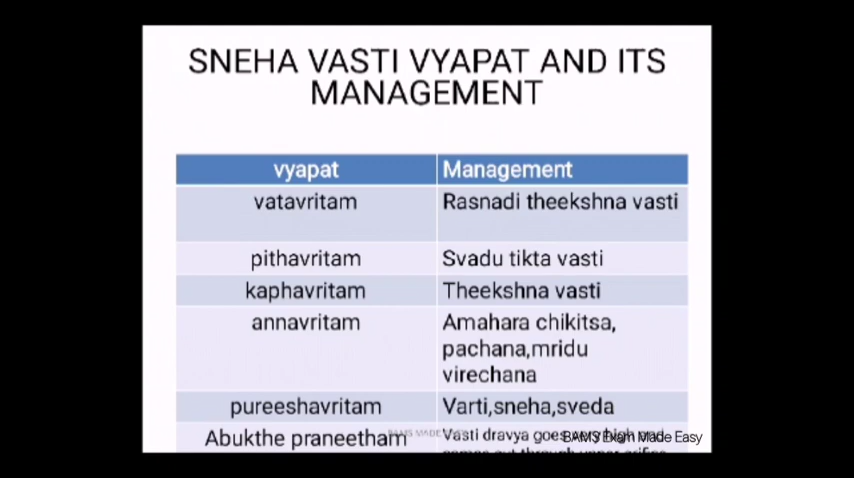 SNEHA VASTI VYAPAT AND ITS
MANAGEMENT
vyapat Management
vatavritam Rasnadi theekshna vasti
pithavritam Svadu tikta vasti
kaphavritam Theekshna vasti
annavritam Amahara chikitsa,
pachana,mridu
virechana
pureeshavritam Varti,sneha,sveda
Abukthe praneetham Vasti dravya goes
BAMS MADE
BAMS Exam Made Easy